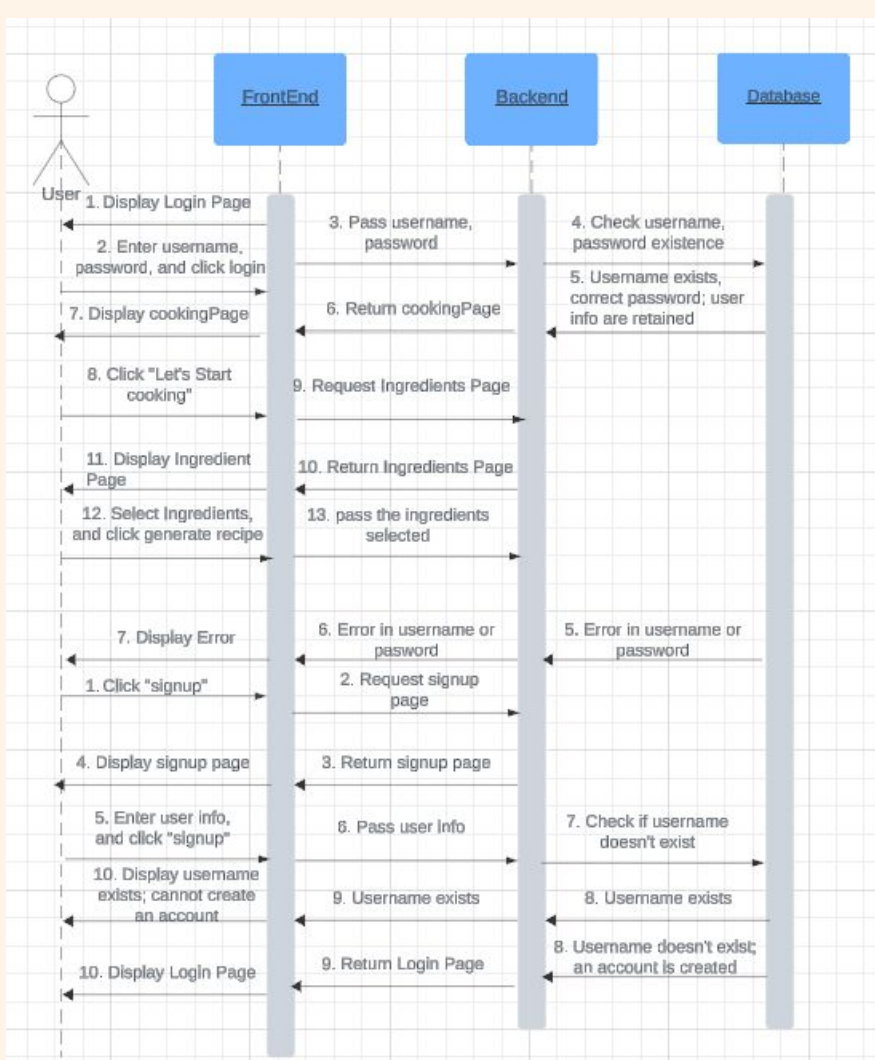 FrontEnd
Backend
Database
User
1. Display Login Page
3. Pass username,
password
4. Check username,
password existence
2. Enter username,
password, and click login
5. Username exists,
correct password; user
info are retained
6. Return cookingPage
7. Display cookingPage
8. Click "Let's Start
cooking"
9. Request Ingredients Page
11. Display Ingredient
Page
10. Return Ingredients Page
12. Select Ingredients,
and click generate recipe
13. pass the ingredients
selected
7. Display Error
6. Error in username or
pasword
5. Error in username or
password
1. Click "signup"
2. Request signup
page
4. Display signup page
3. Return signup page
5. Enter user info,
and click "signup"
6. Pass user info
7. Check if username
doesn't exist
10. Display username
exists; cannot create
an account
9. Username exists
8. Username exists
8. Username doesn't exist;
an account is created
9. Return Login Page
10. Display Login Page